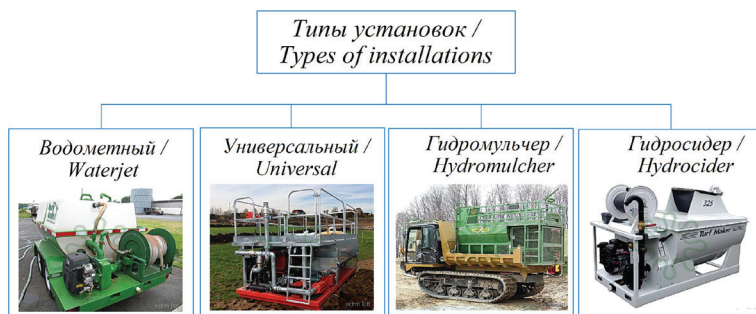 Типы установок /
Types of installations
Водометный /
Waterjet
Универсальный /
Universal
Гидромульчер /
Hydromulcher
Гидросидер /
Hydrocider
325
Turf Maker